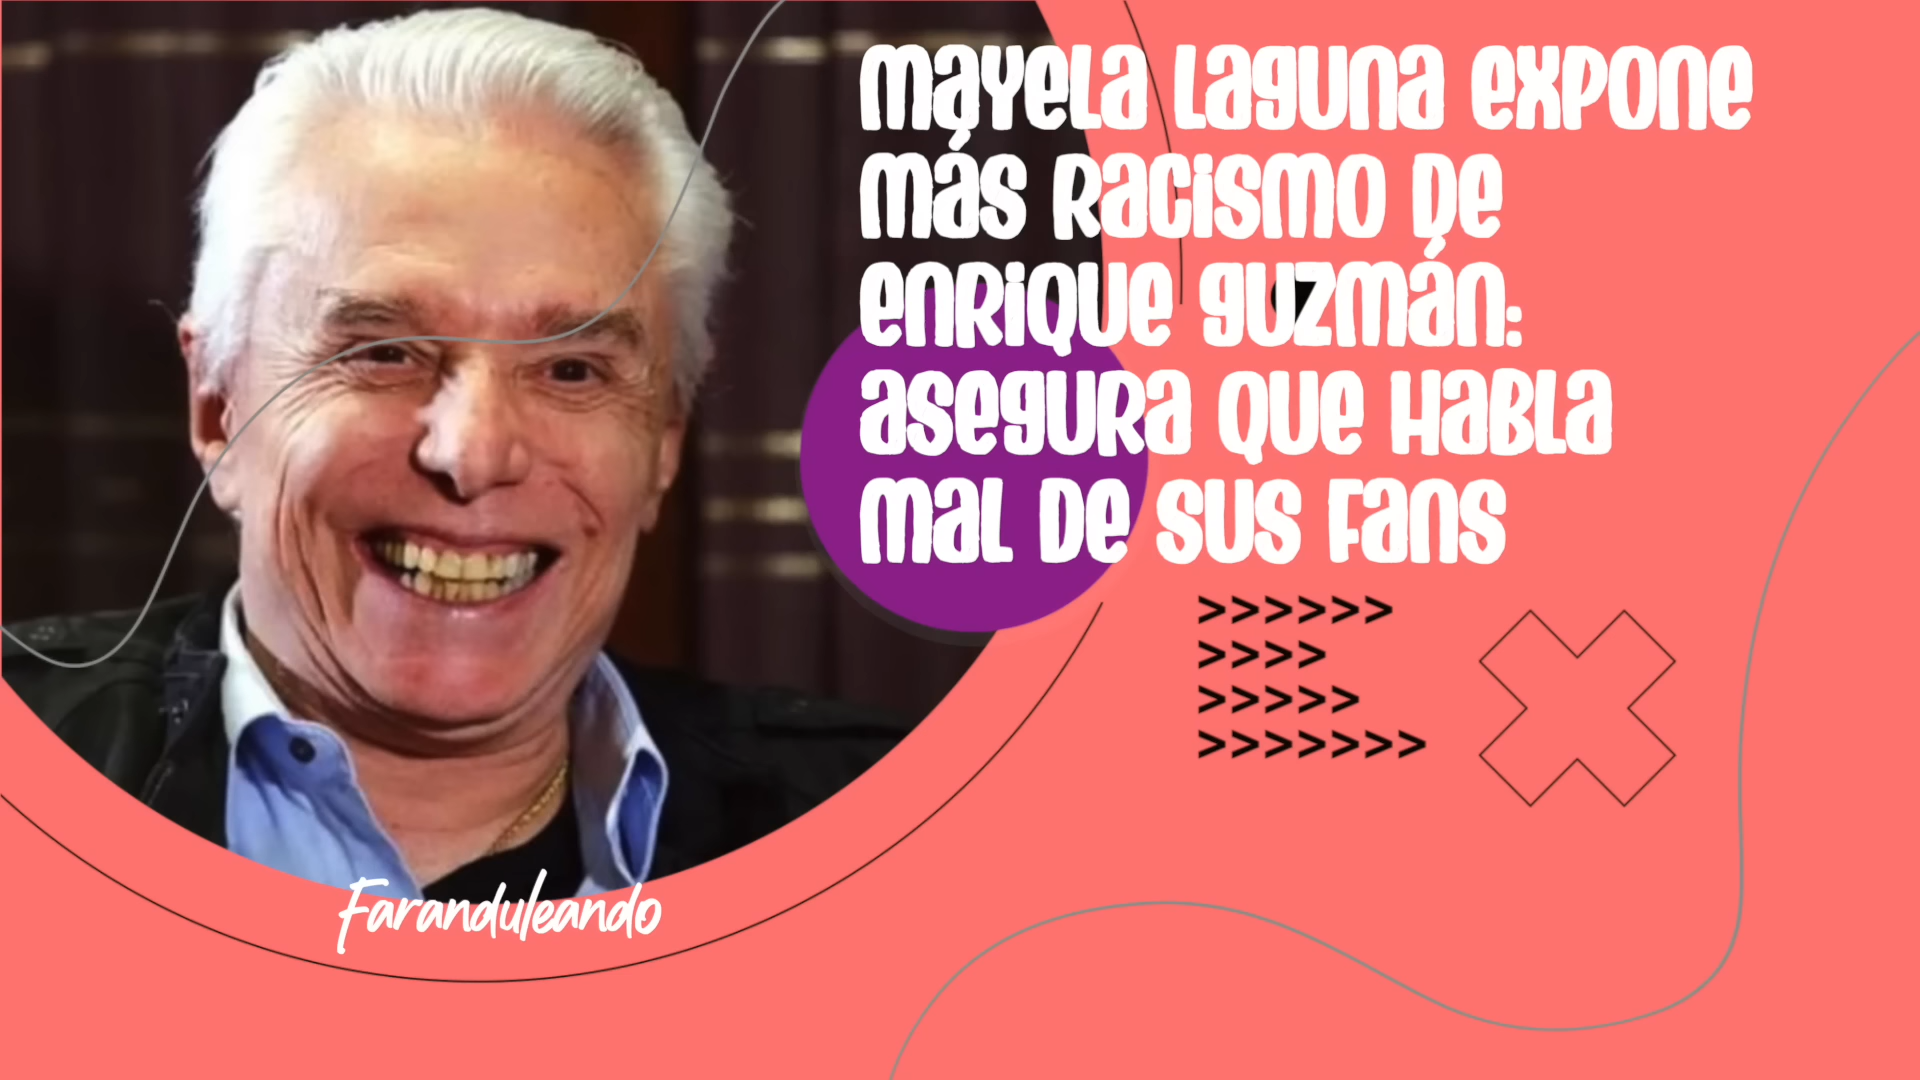 Mayela Laguna expone
más racismo de
Enrique Guzmán:
asegura que habla
mal de sus fans
>>>>>>
>>>>
>>>>>
>>>>>>>
Faranduleando